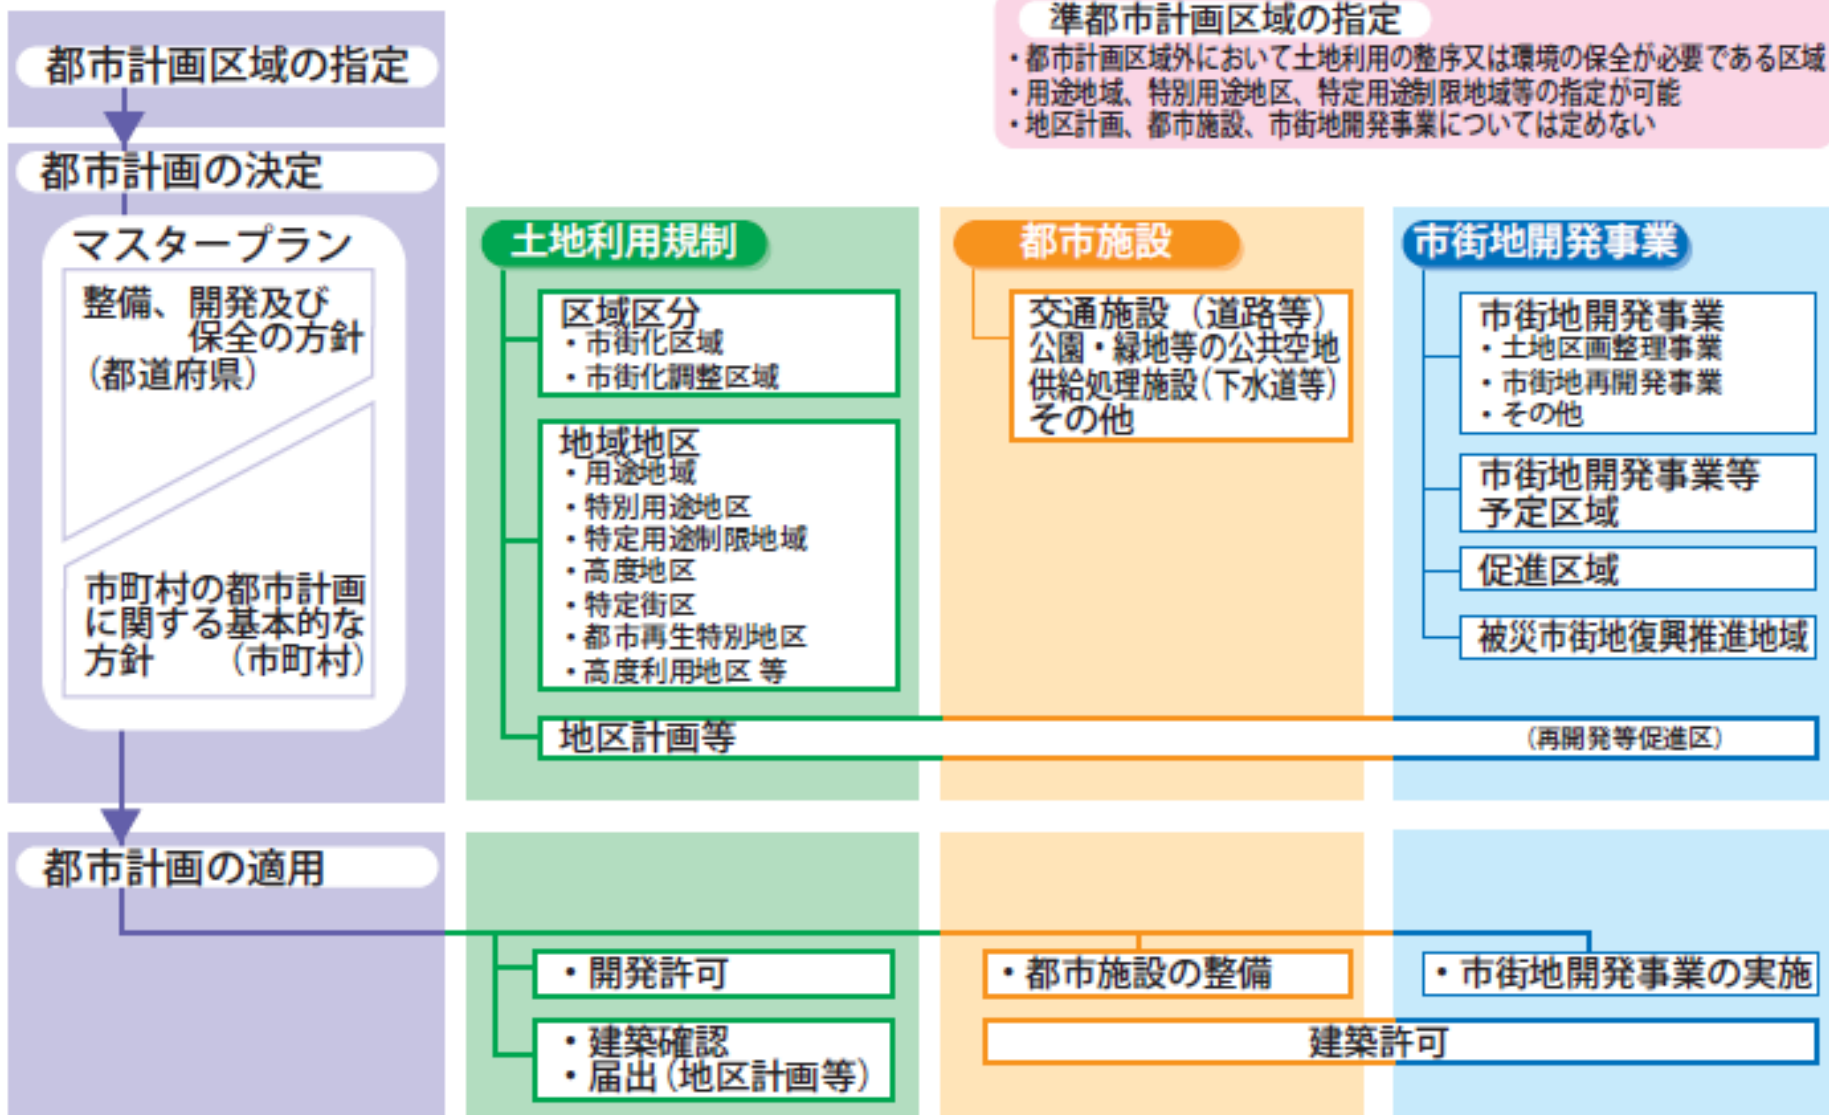 都市計画区域の指定
準都市計画区域の指定
・都市計画区域外において土地利用の整序又は環境の保全が必要である区域
・用途地域、特別用途地区、特定用途制限地域等の指定が可能
・地区計画、都市施設、市街地開発事業については定めない
都市計画の決定
マスタープラン
整備、開発及び
保全の方針
（都道府県）
市町村の都市計画
に関する基本的な
方針　（市町村）
土地利用規制
区域区分
・市街化区域
・市街化調整区域
地域地区
・用途地域
・特別用途地区
・特定用途制限地域
・高度地区
・特定街区
・都市再生特別地区
・高度利用地区 等
都市施設
交通施設（道路等）
公園・緑地等の公共空地
供給処理施設（下水道等）
その他
市街地開発事業
市街地開発事業
・土地区画整理事業
・市街地再開発事業
・その他
市街地開発事業等
予定区域
促進区域
被災市街地復興推進地域
地区計画等
（再開発等促進区）
都市計画の適用
・開発許可
・建築確認
・届出（地区計画等）
・都市施設の整備
・市街地開発事業の実施
建築許可